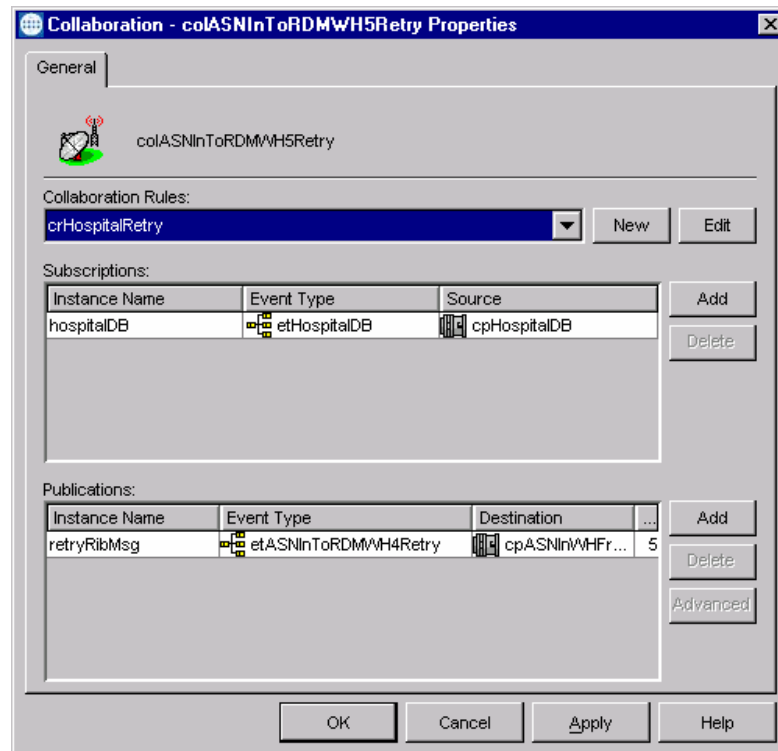 Collaboration - colASNInToRDMWH5Retry Properties
General
colASNInToRDMWH5Retry
Collaboration Rules:
crHospitalRetry
New
Edit
Subscriptions:
Instance Name Event Type Source
hospitalDB etHospitalDB cpHospitalDB
Add
Delete
Publications:
Instance Name Event Type Destination ...
retryRibMsg etASNInToRDMWH4Retry cpASNInWHFr... 5
Add
Delete
Advanced
OK Cancel Apply Help